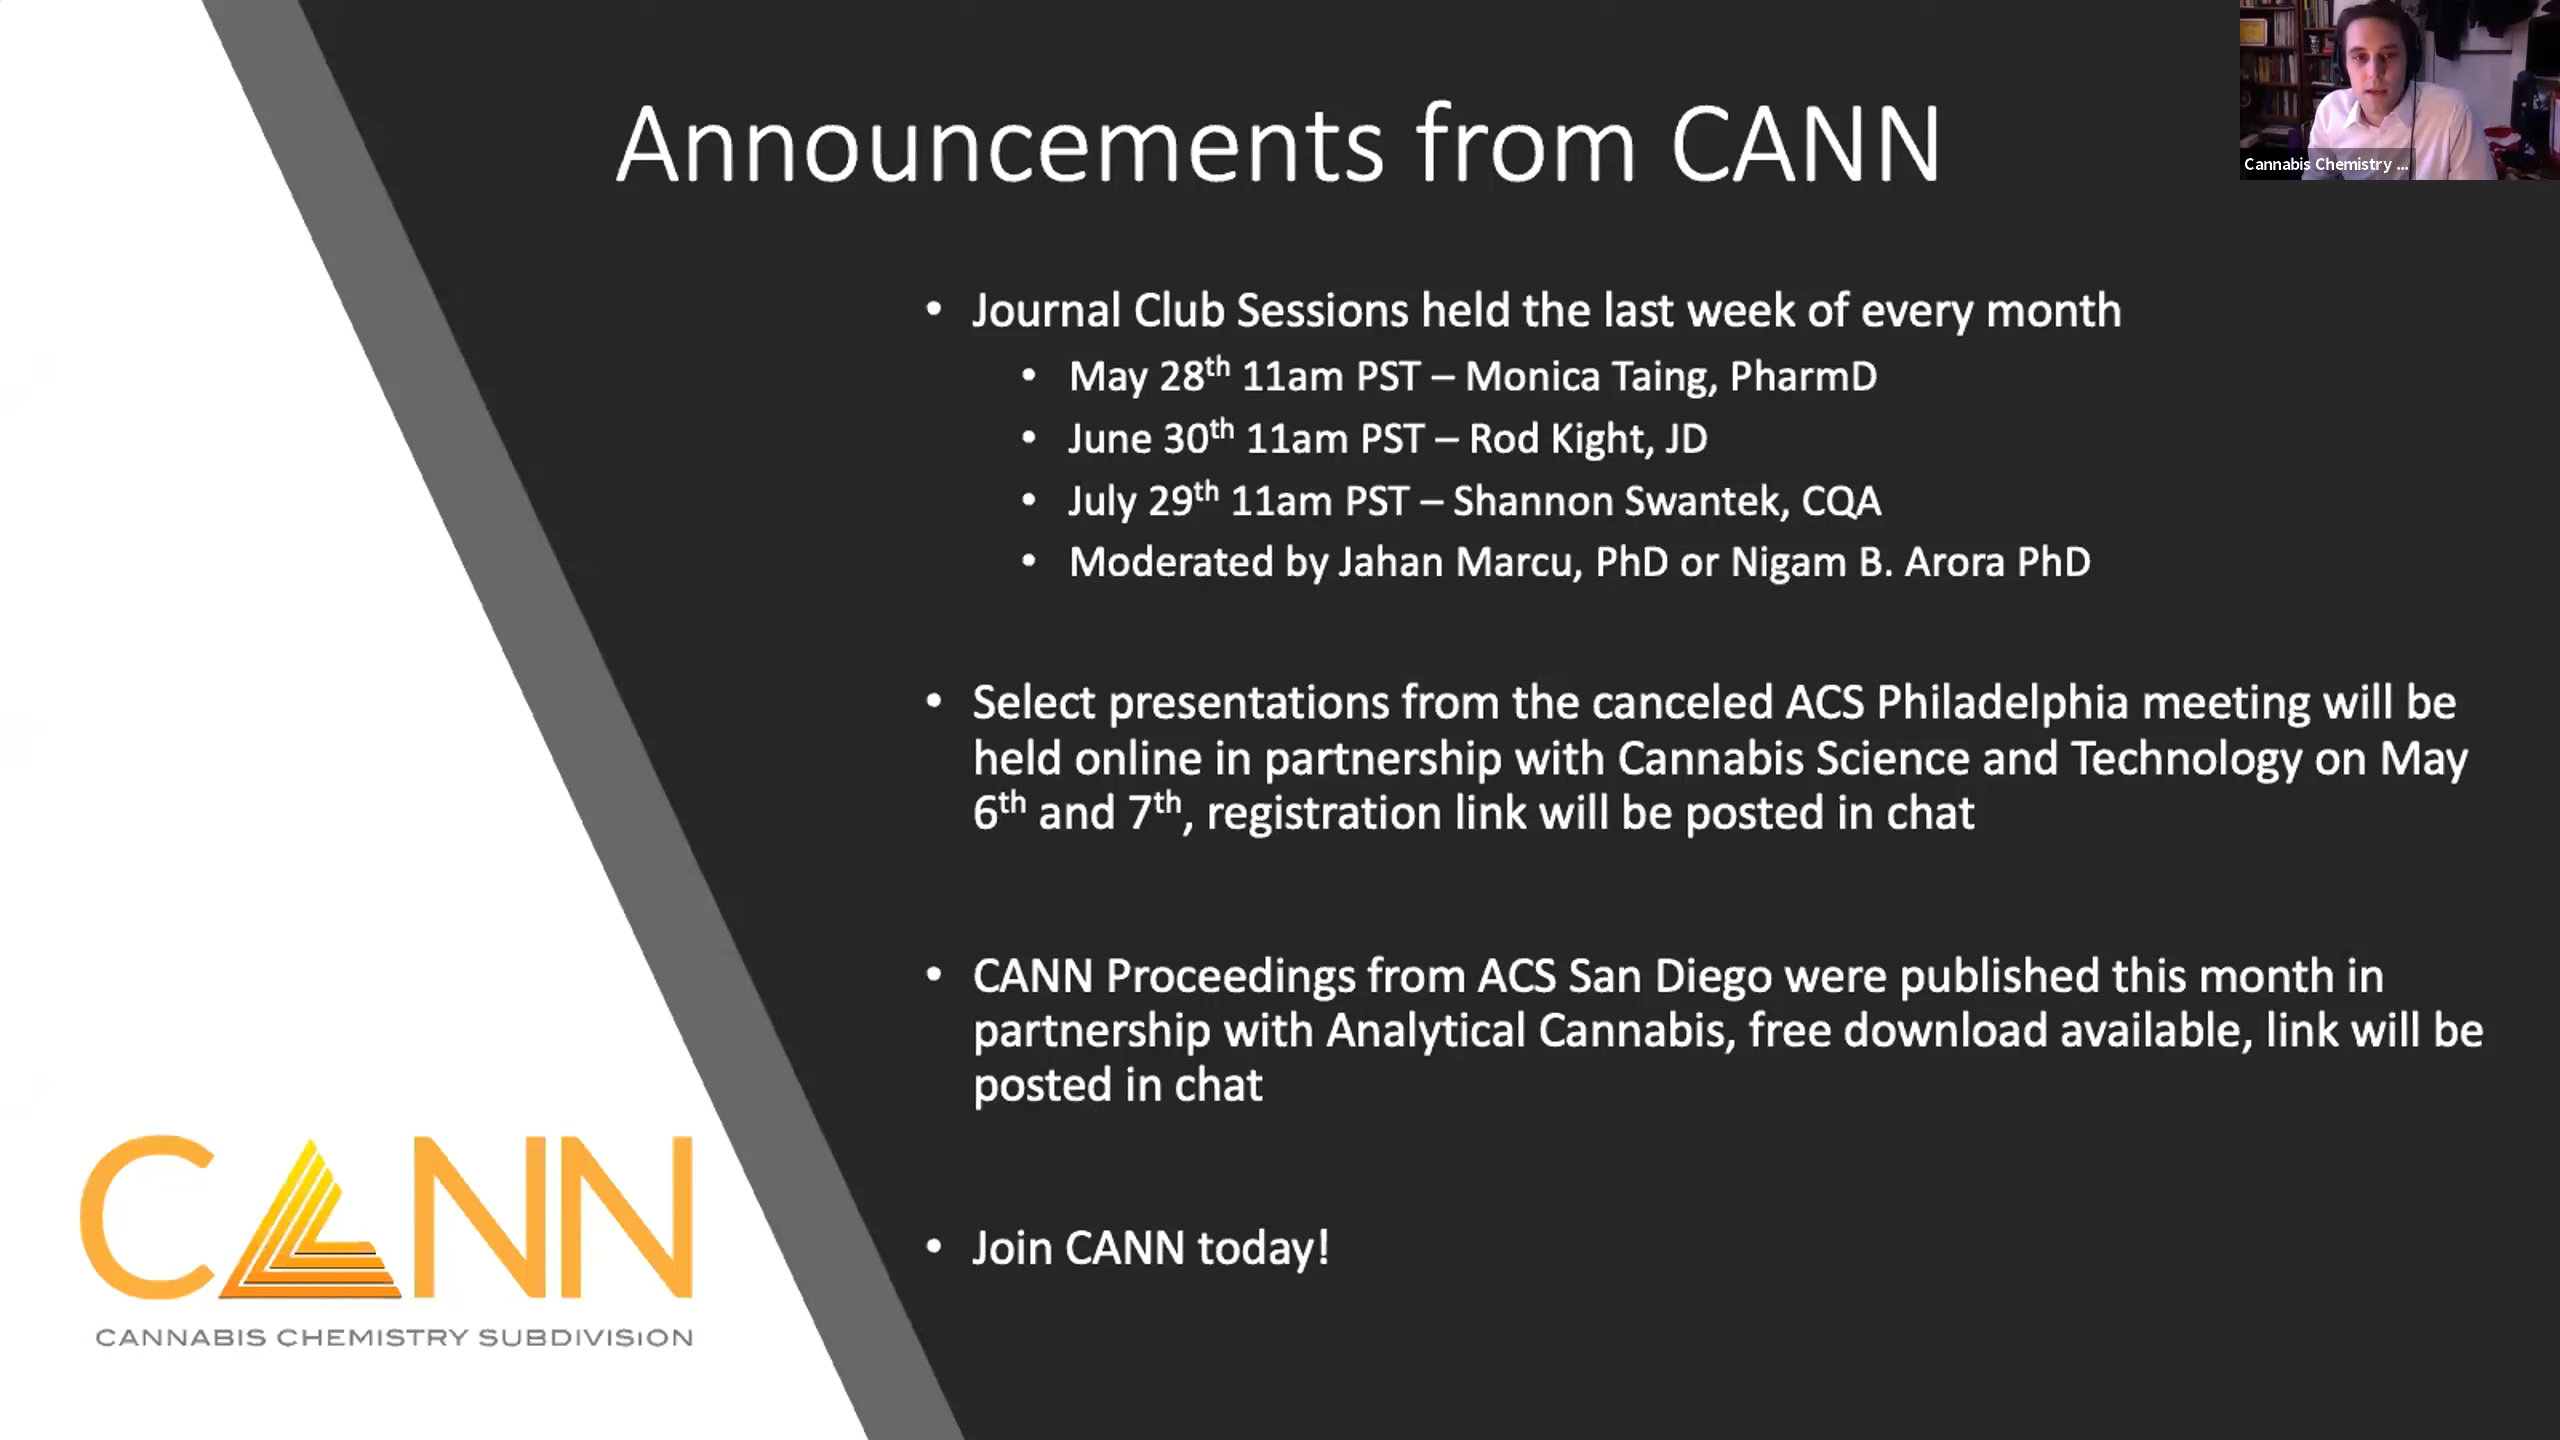 Announcements from CANN
Cannabis Chemistry ...
• Journal Club Sessions held the last week of every month
• May 28th 11am PST – Monica Taing, PharmD
• June 30th 11am PST – Rod Kight, JD
• July 29th 11am PST – Shannon Swantek, CQA
• Moderated by Jahan Marcu, PhD or Nigam B. Arora PhD
• Select presentations from the canceled ACS Philadelphia meeting will be
held online in partnership with Cannabis Science and Technology on May
6th and 7th, registration link will be posted in chat
• CANN Proceedings from ACS San Diego were published this month in
partnership with Analytical Cannabis, free download available, link will be
posted in chat
• Join CANN today!
CANN
CANNABIS CHEMISTRY SUBDIVISiON